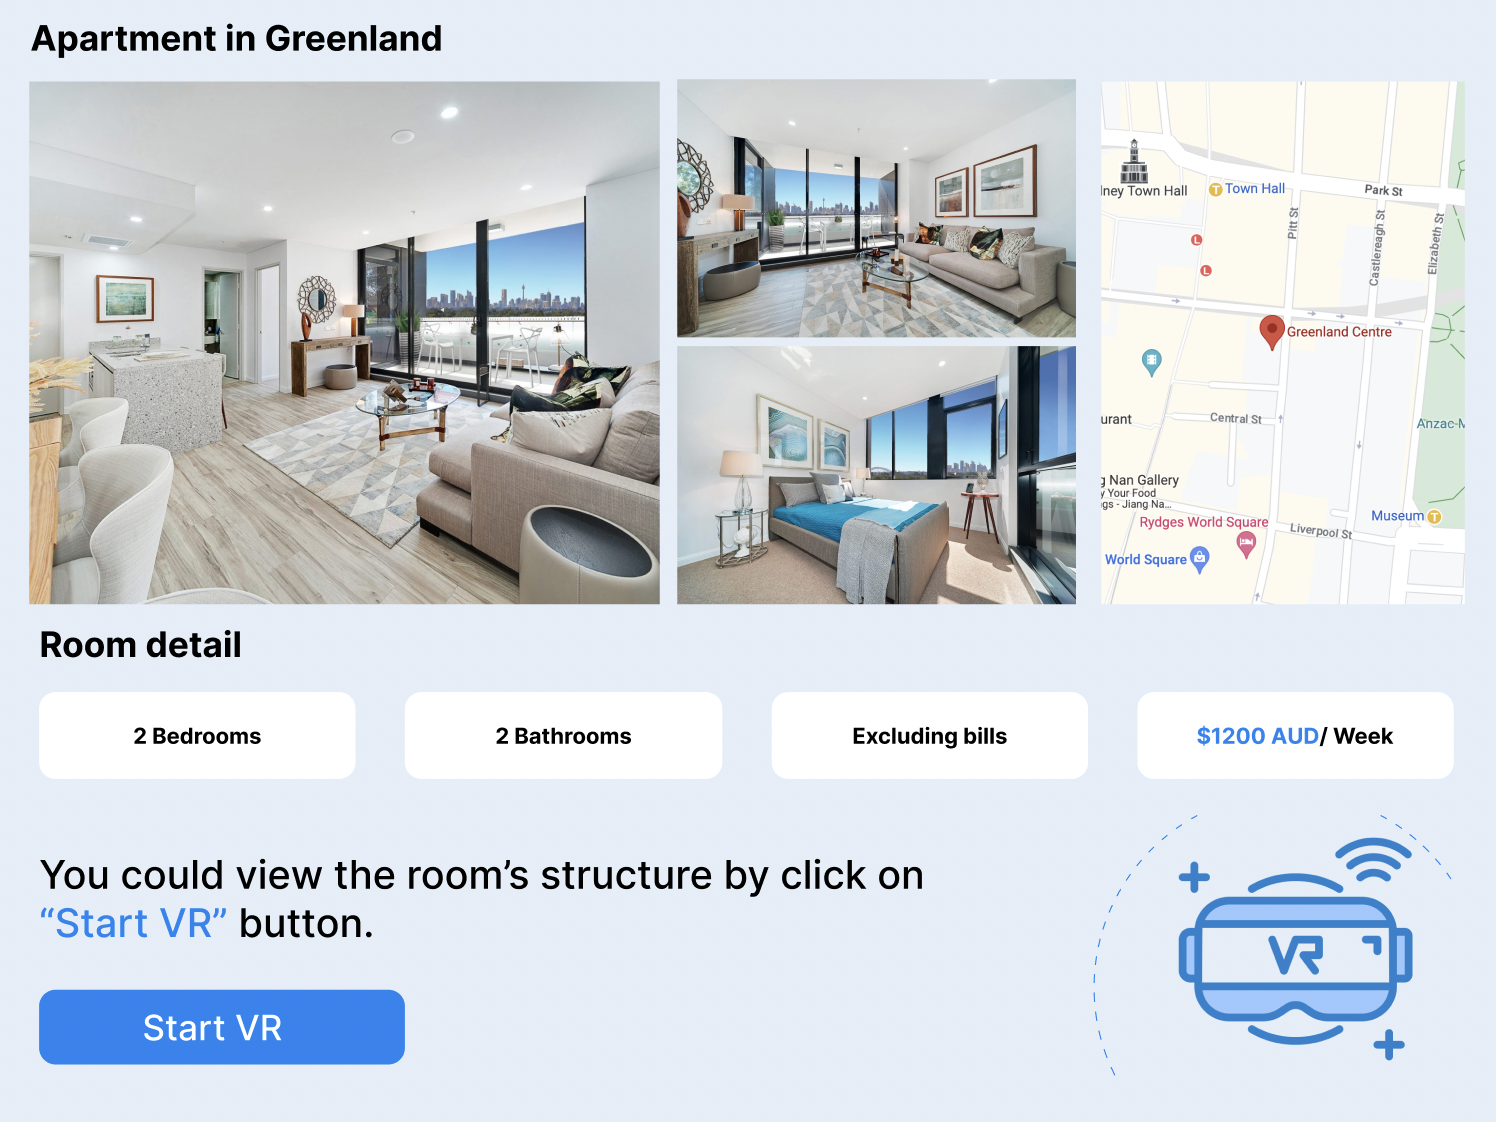 Apartment in Greenland
lney Town Hall
Town Hall
Park St
Pitt St
Castlereagh St
Elizabeth St
L
L
Greenland Centre
Central St
urant
Anzac-M
g Nan Gallery
y Your Food
gs - Jiang Na...
Museum
Rydges World Square
Liverpool St
World Square
Room detail
2 Bedrooms
2 Bathrooms
Excluding bills
$1200 AUD/ Week
You could view the room’s structure by click on
“Start VR” button.
VR
Start VR